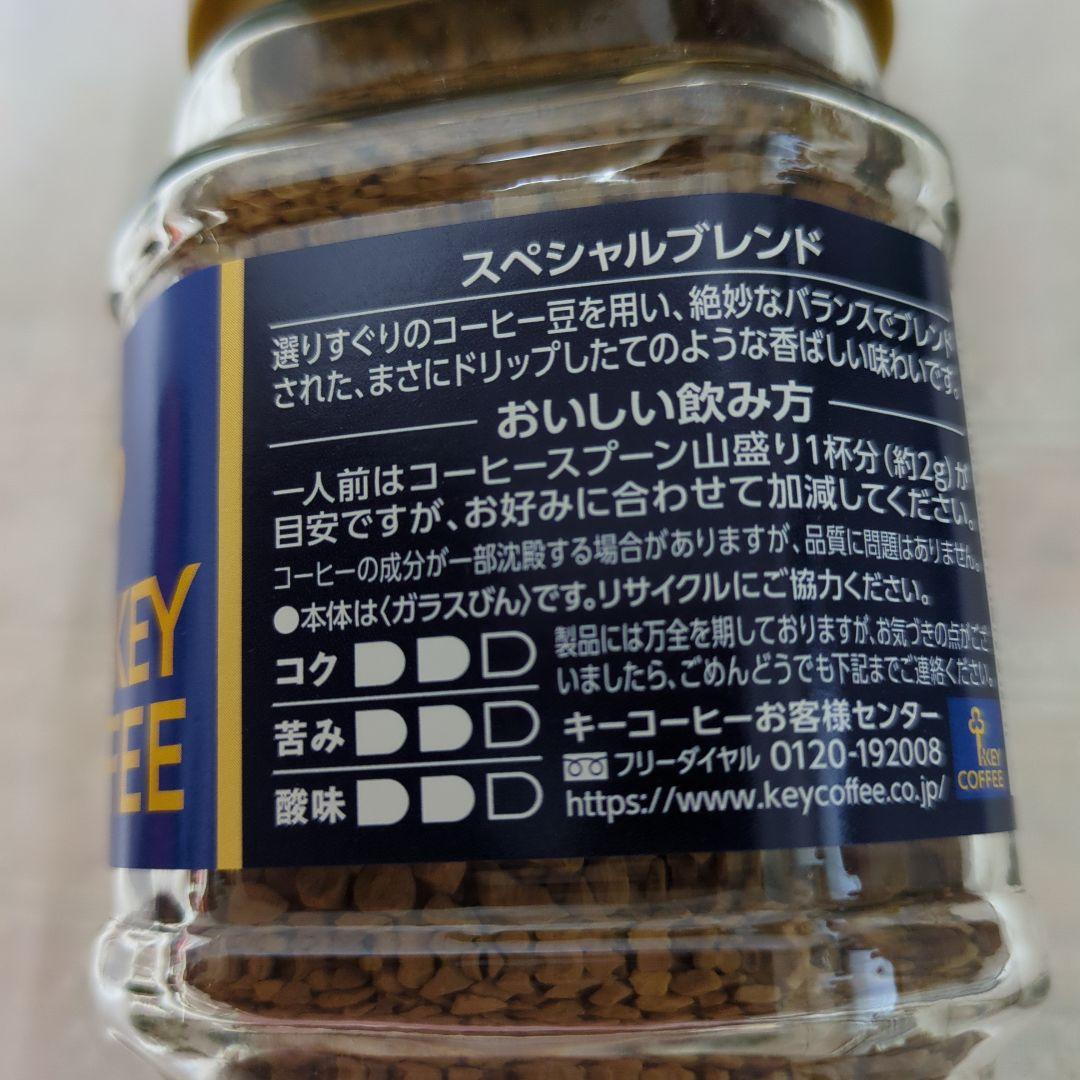 スペシャルブレンド
選りすぐりのコーヒー豆を用い、絶妙なバランスでブレンド
された、まさにドリップしたてのような香ばしい味わいです。
おいしい飲み方
一人前はコーヒースプーン山盛り1杯分(約2g)が
目安ですが、お好みに合わせて加減してください。
コーヒーの成分が一部沈殿する場合がありますが、品質に問題はありません。
●本体は〈ガラスびん〉です。リサイクルにご協力ください。
コク
苦み
酸味
製品には万全を期しておりますが、お気づきの点がござ
いましたら、ごめんどうでも下記までご連絡ください。
キーコーヒーお客様センター
フリーダイヤル 0120-192008
https://www.keycoffee.co.jp/
KEY
COFFEE
KEY
FEE